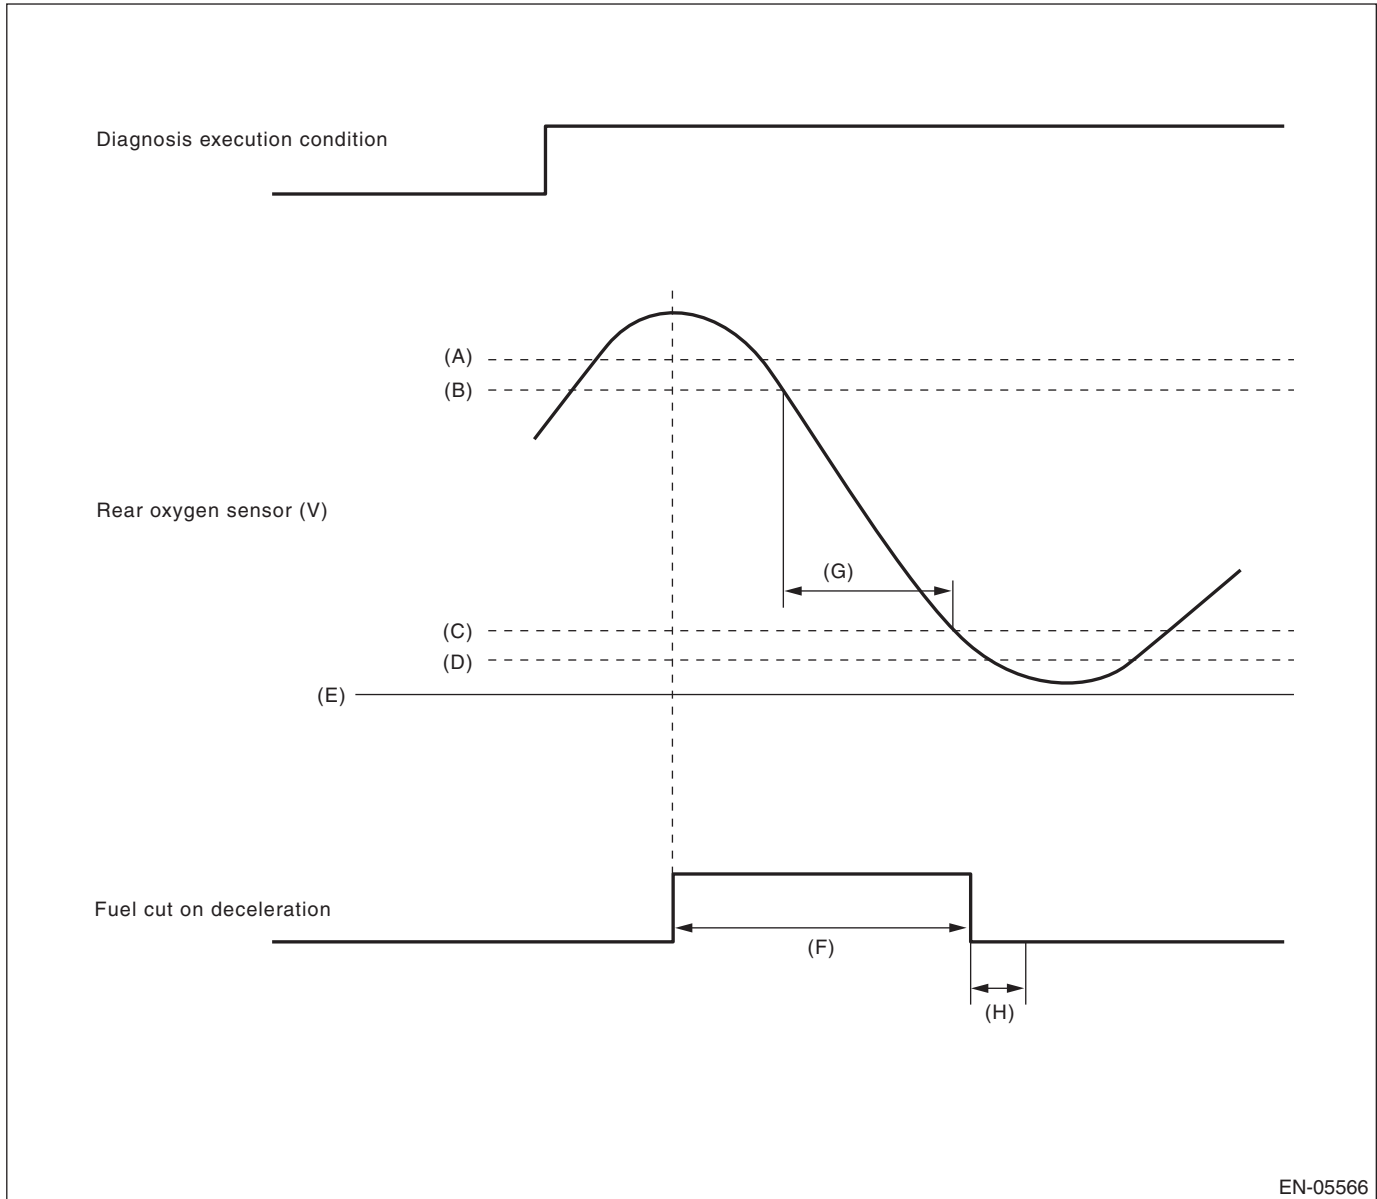 Diagnosis execution condition
(A)
(B)
Rear oxygen sensor (V)
(G)
(C)
(D)
(E)
Fuel cut on deceleration
(F)
(H)
EN-05566